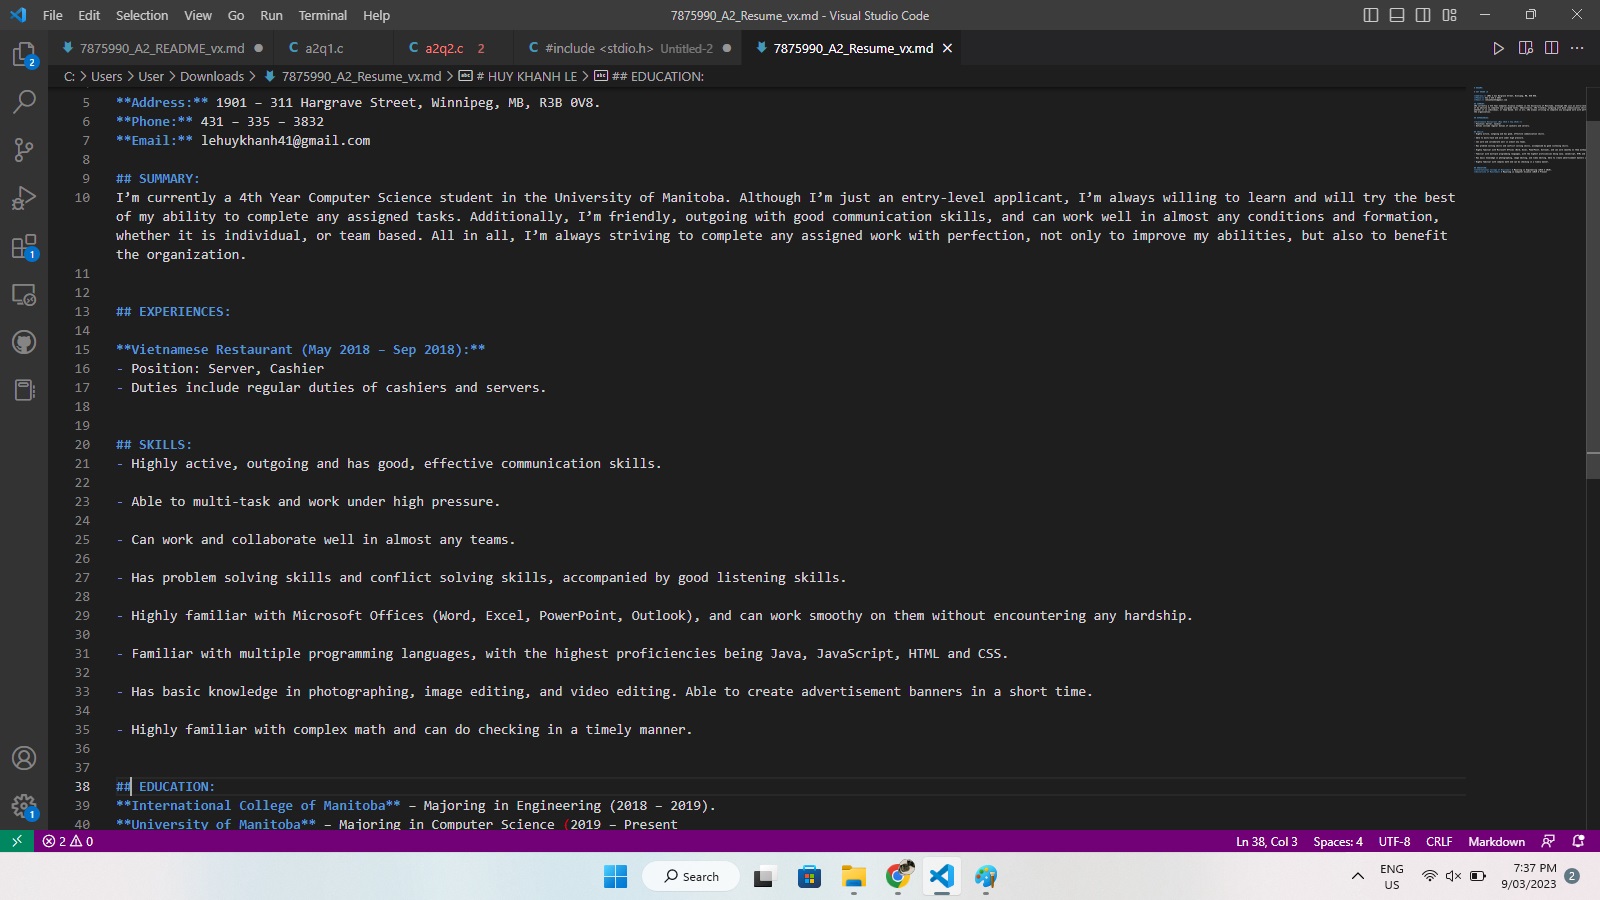 File Edit Selection View Go Run Terminal Help 7875990_A2_Resume_vx.md - Visual Studio Code
7875990_A2_README_vx.md a2q1.c a2q2.c 2 #include <stdio.h> Untitled-2 7875990_A2_Resume_vx.md
C: > Users > User > Downloads > 7875990_A2_Resume_vx.md > # HUY KHANH LE > ## EDUCATION:
5 **Address:** 1901 – 311 Hargrave Street, Winnipeg, MB, R3B 0V8.
6 **Phone:** 431 – 335 – 3832
7 **Email:** lehuykhanh41@gmail.com
8
9 ## SUMMARY:
10 I’m currently a 4th Year Computer Science student in the University of Manitoba. Although I’m just an entry-level applicant, I’m always willing to learn and will try the best
of my ability to complete any assigned tasks. Additionally, I’m friendly, outgoing with good communication skills, and can work well in almost any conditions and formation,
whether it is individual, or team based. All in all, I’m always striving to complete any assigned work with perfection, not only to improve my abilities, but also to benefit
the organization.
11
12
13 ## EXPERIENCES:
14
15 **Vietnamese Restaurant (May 2018 – Sep 2018):**
16 - Position: Server, Cashier
17 - Duties include regular duties of cashiers and servers.
18
19
20 ## SKILLS:
21 - Highly active, outgoing and has good, effective communication skills.
22
23 - Able to multi-task and work under high pressure.
24
25 - Can work and collaborate well in almost any teams.
26
27 - Has problem solving skills and conflict solving skills, accompanied by good listening skills.
28
29 - Highly familiar with Microsoft Offices (Word, Excel, PowerPoint, Outlook), and can work smoothy on them without encountering any hardship.
30
31 - Familiar with multiple programming languages, with the highest proficiencies being Java, JavaScript, HTML and CSS.
32
33 - Has basic knowledge in photographing, image editing, and video editing. Able to create advertisement banners in a short time.
34
35 - Highly familiar with complex math and can do checking in a timely manner.
36
37
38 ## EDUCATION:
39 **International College of Manitoba** – Majoring in Engineering (2018 – 2019).
40 **University of Manitoba** – Majoring in Computer Science (2019 – Present
2 0 Ln 38, Col 3 Spaces: 4 UTF-8 CRLF Markdown
Search ENG US 7:37 PM 9/03/2023 2